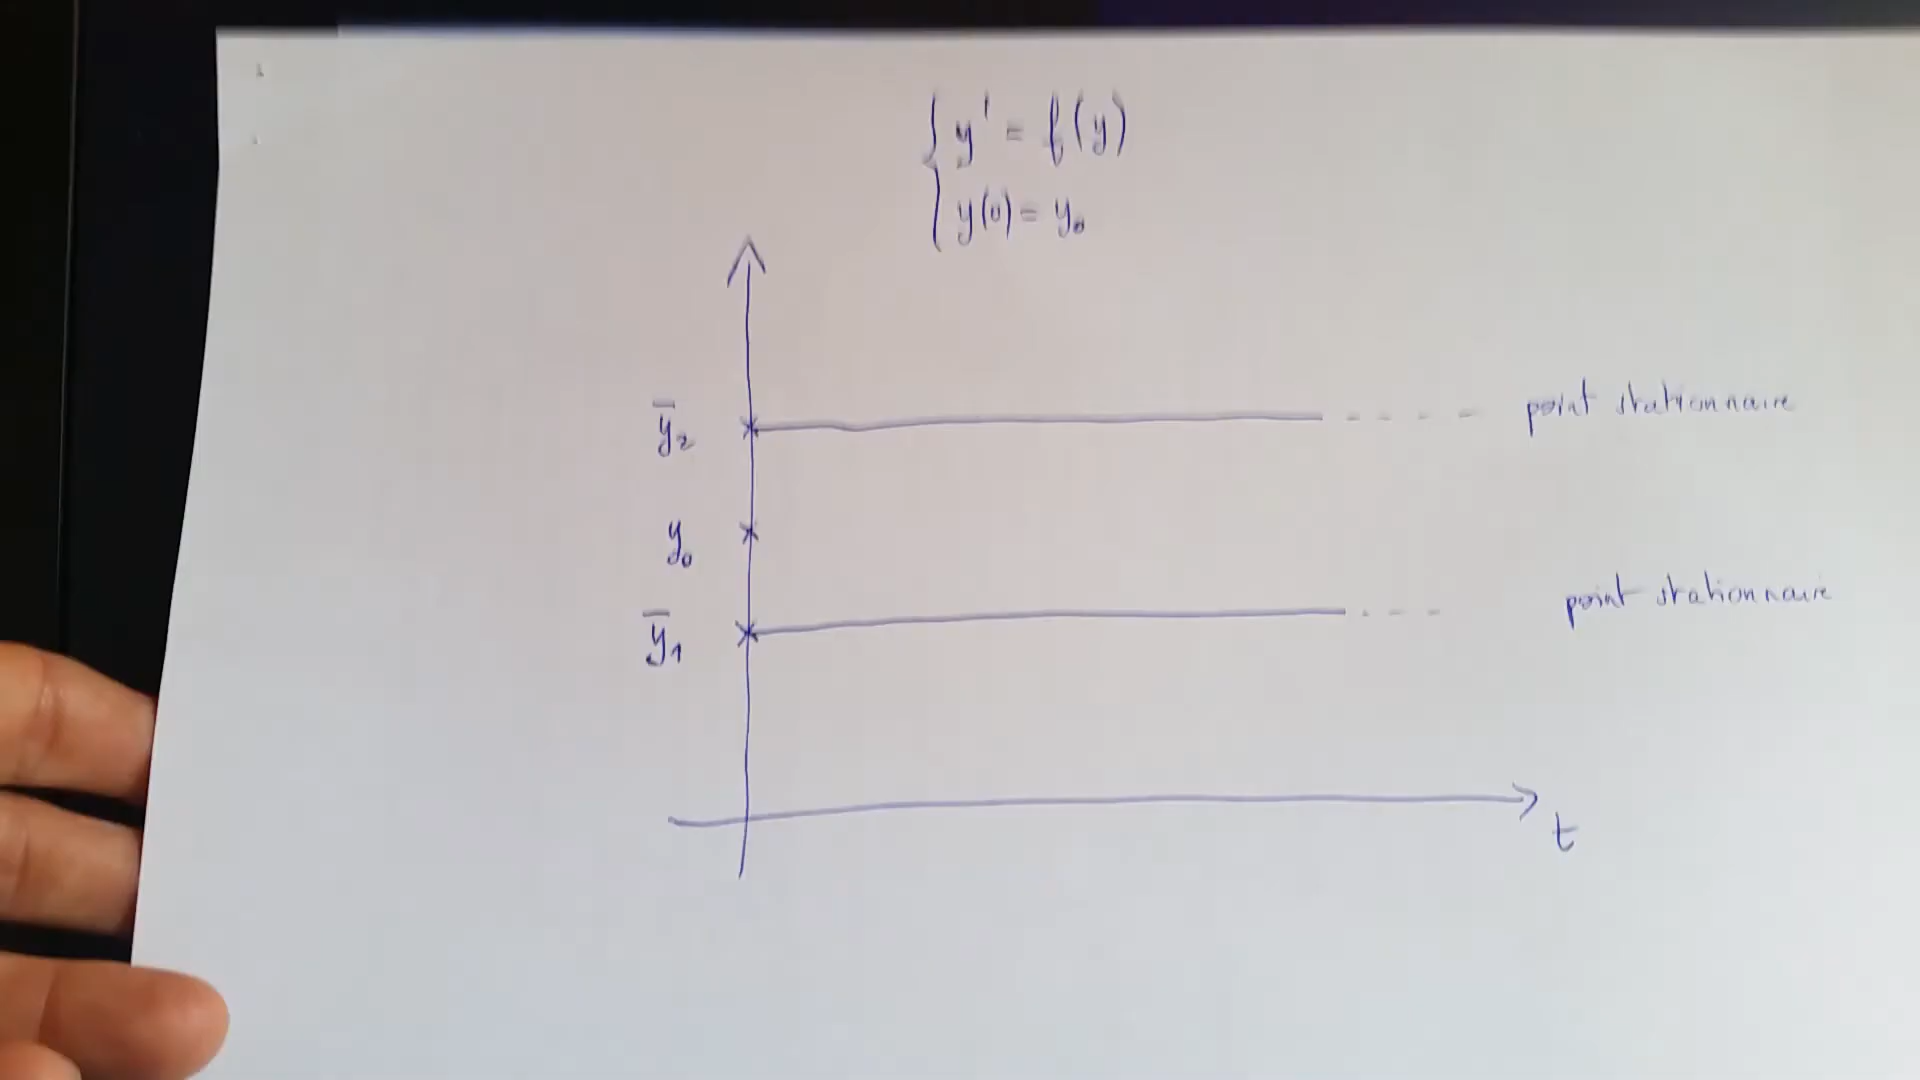 { y' = f(y)
{ y(0) = y₀
ȳ₂ point stationnaire
y₀
ȳ₁ point stationnaire
t